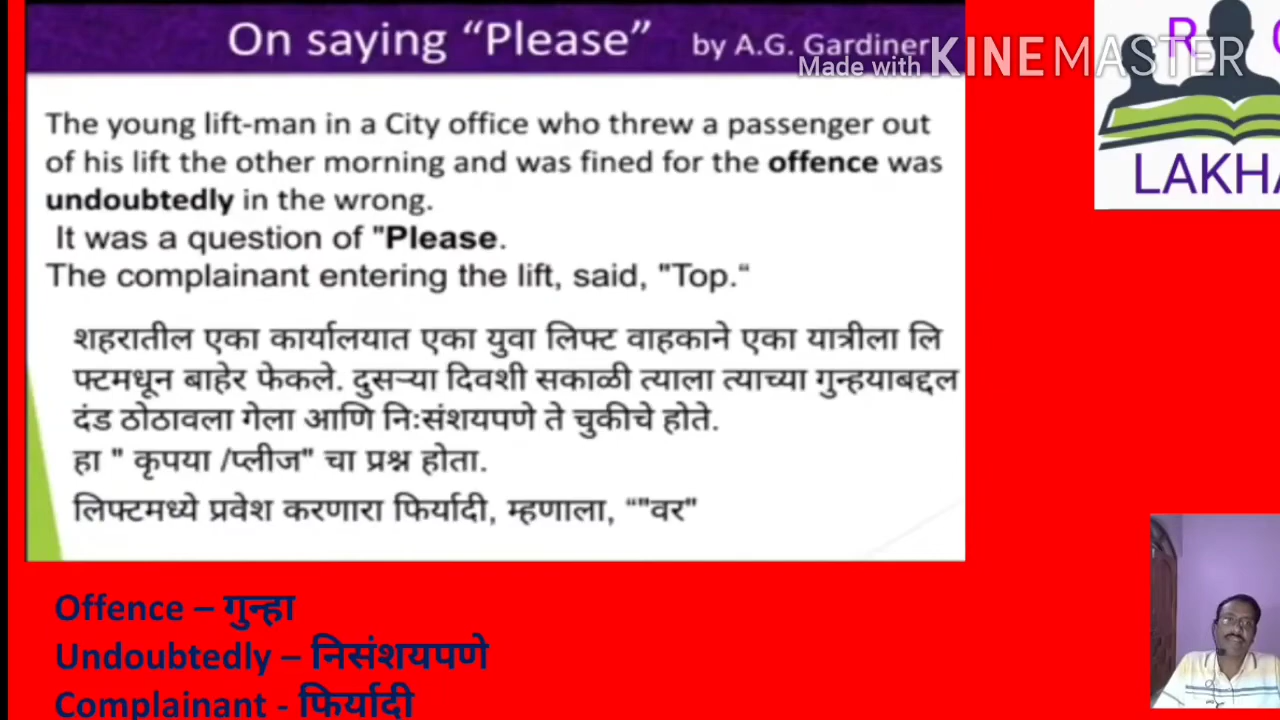 On saying “Please” by A.G. Gardiner
Made with KINEMASTER
R
LAKHA
The young lift-man in a City office who threw a passenger out
of his lift the other morning and was fined for the offence was
undoubtedly in the wrong.
It was a question of "Please.
The complainant entering the lift, said, "Top.“
शहरातील एका कार्यालयात एका युवा लिफ्ट वाहकाने एका यात्रीला लि
फ्टमधून बाहेर फेकले. दुसऱ्या दिवशी सकाळी त्याला त्याच्या गुन्हयाबद्दल
दंड ठोठावला गेला आणि निःसंशयपणे ते चुकीचे होते.
हा " कृपया /प्लीज" चा प्रश्न होता.
लिफ्टमध्ये प्रवेश करणारा फिर्यादी, म्हणाला, “"वर"
Offence – गुन्हा
Undoubtedly – निसंशयपणे
Complainant - फिर्यादी